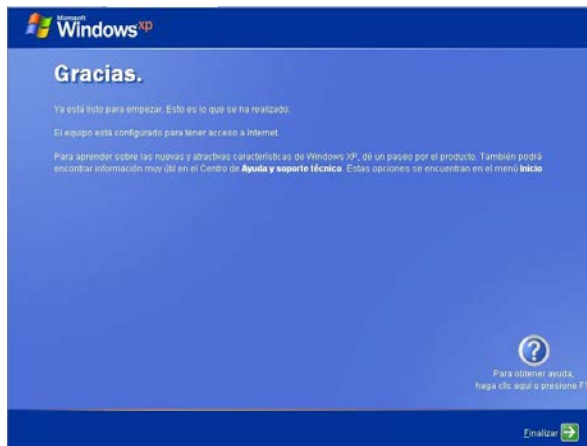 Microsoft
Windows xp
Gracias.
Ya está listo para empezar. Esto es lo que se ha realizado.
El equipo está configurado para tener acceso a Internet.
Para aprender sobre las nuevas y atractivas características de Windows XP, dé un paseo por el producto. También podrá
encontrar información muy útil en el Centro de Ayuda y soporte técnico. Estas opciones se encuentran en el menú Inicio.
?
Para obtener ayuda,
haga clic aquí o presione F1
Finalizar